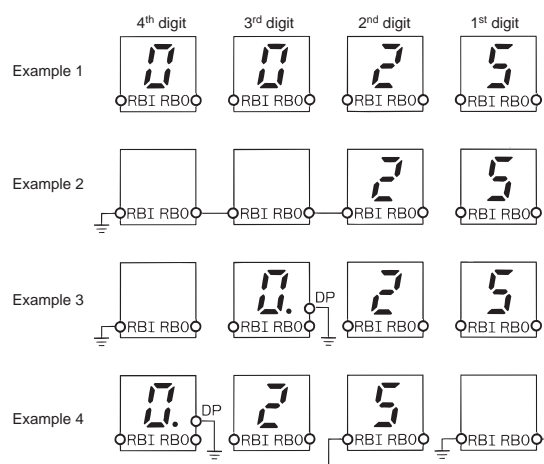 4th digit 3rd digit 2nd digit 1st digit
Example 1
0 0 2 5
RBI RBO RBI RBO RBI RBO RBI RBO
Example 2
2 5
RBI RBO RBI RBO RBI RBO RBI RBO
Example 3
0. 2 5
DP
RBI RBO RBI RBO RBI RBO RBI RBO
Example 4
0. 2 5
DP
RBI RBO RBI RBO RBI RBO RBI RBO